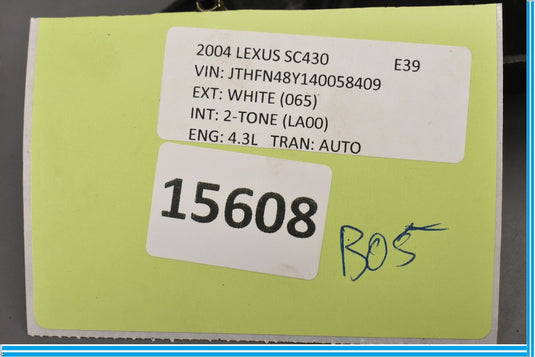 2004 LEXUS SC430 E39
VIN: JTHFN48Y140058409
EXT: WHITE (065)
INT: 2-TONE (LA00)
ENG: 4.3L TRAN: AUTO
15608
B05